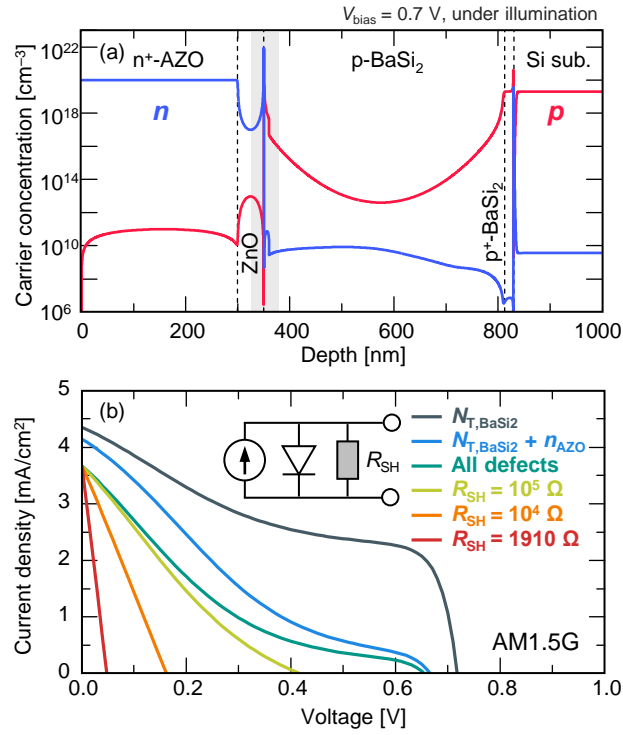 V_bias = 0.7 V, under illumination
(a)
n⁺-AZO
p-BaSi₂
Si sub.
n
p
ZnO
p⁺-BaSi₂
Carrier concentration [cm⁻³]
10²²
10¹⁸
10¹⁴
10¹⁰
10⁶
0 200 400 600 800 1000
Depth [nm]
(b)
N_T,BaSi2
N_T,BaSi2 + n_AZO
All defects
R_SH = 10⁵ Ω
R_SH = 10⁴ Ω
R_SH = 1910 Ω
R_SH
AM1.5G
Current density [mA/cm²]
5
4
3
2
1
0
0.0 0.2 0.4 0.6 0.8 1.0
Voltage [V]